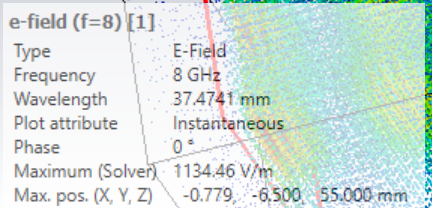 e-field (f=8) [1]
Type E-Field
Frequency 8 GHz
Wavelength 37.4741 mm
Plot attribute Instantaneous
Phase 0 °
Maximum (Solver) 1134.46 V/m
Max. pos. (X, Y, Z) -0.779, -6.500, 55.000 mm